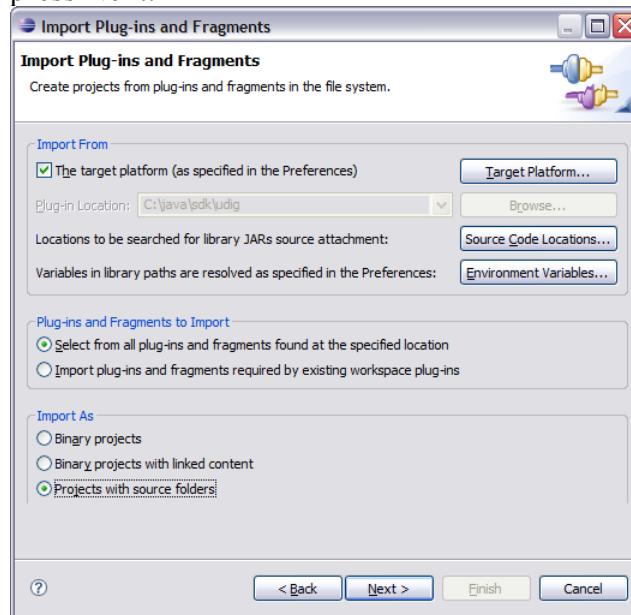 Import Plug-ins and Fragments
Import Plug-ins and Fragments
Create projects from plug-ins and fragments in the file system.
Import From
The target platform (as specified in the Preferences)
Target Platform...
Plug-in Location: C:\java\sdk\udig
Browse...
Locations to be searched for library JARs source attachment:
Source Code Locations...
Variables in library paths are resolved as specified in the Preferences:
Environment Variables...
Plug-ins and Fragments to Import
Select from all plug-ins and fragments found at the specified location
Import plug-ins and fragments required by existing workspace plug-ins
Import As
Binary projects
Binary projects with linked content
Projects with source folders
? < Back Next > Finish Cancel